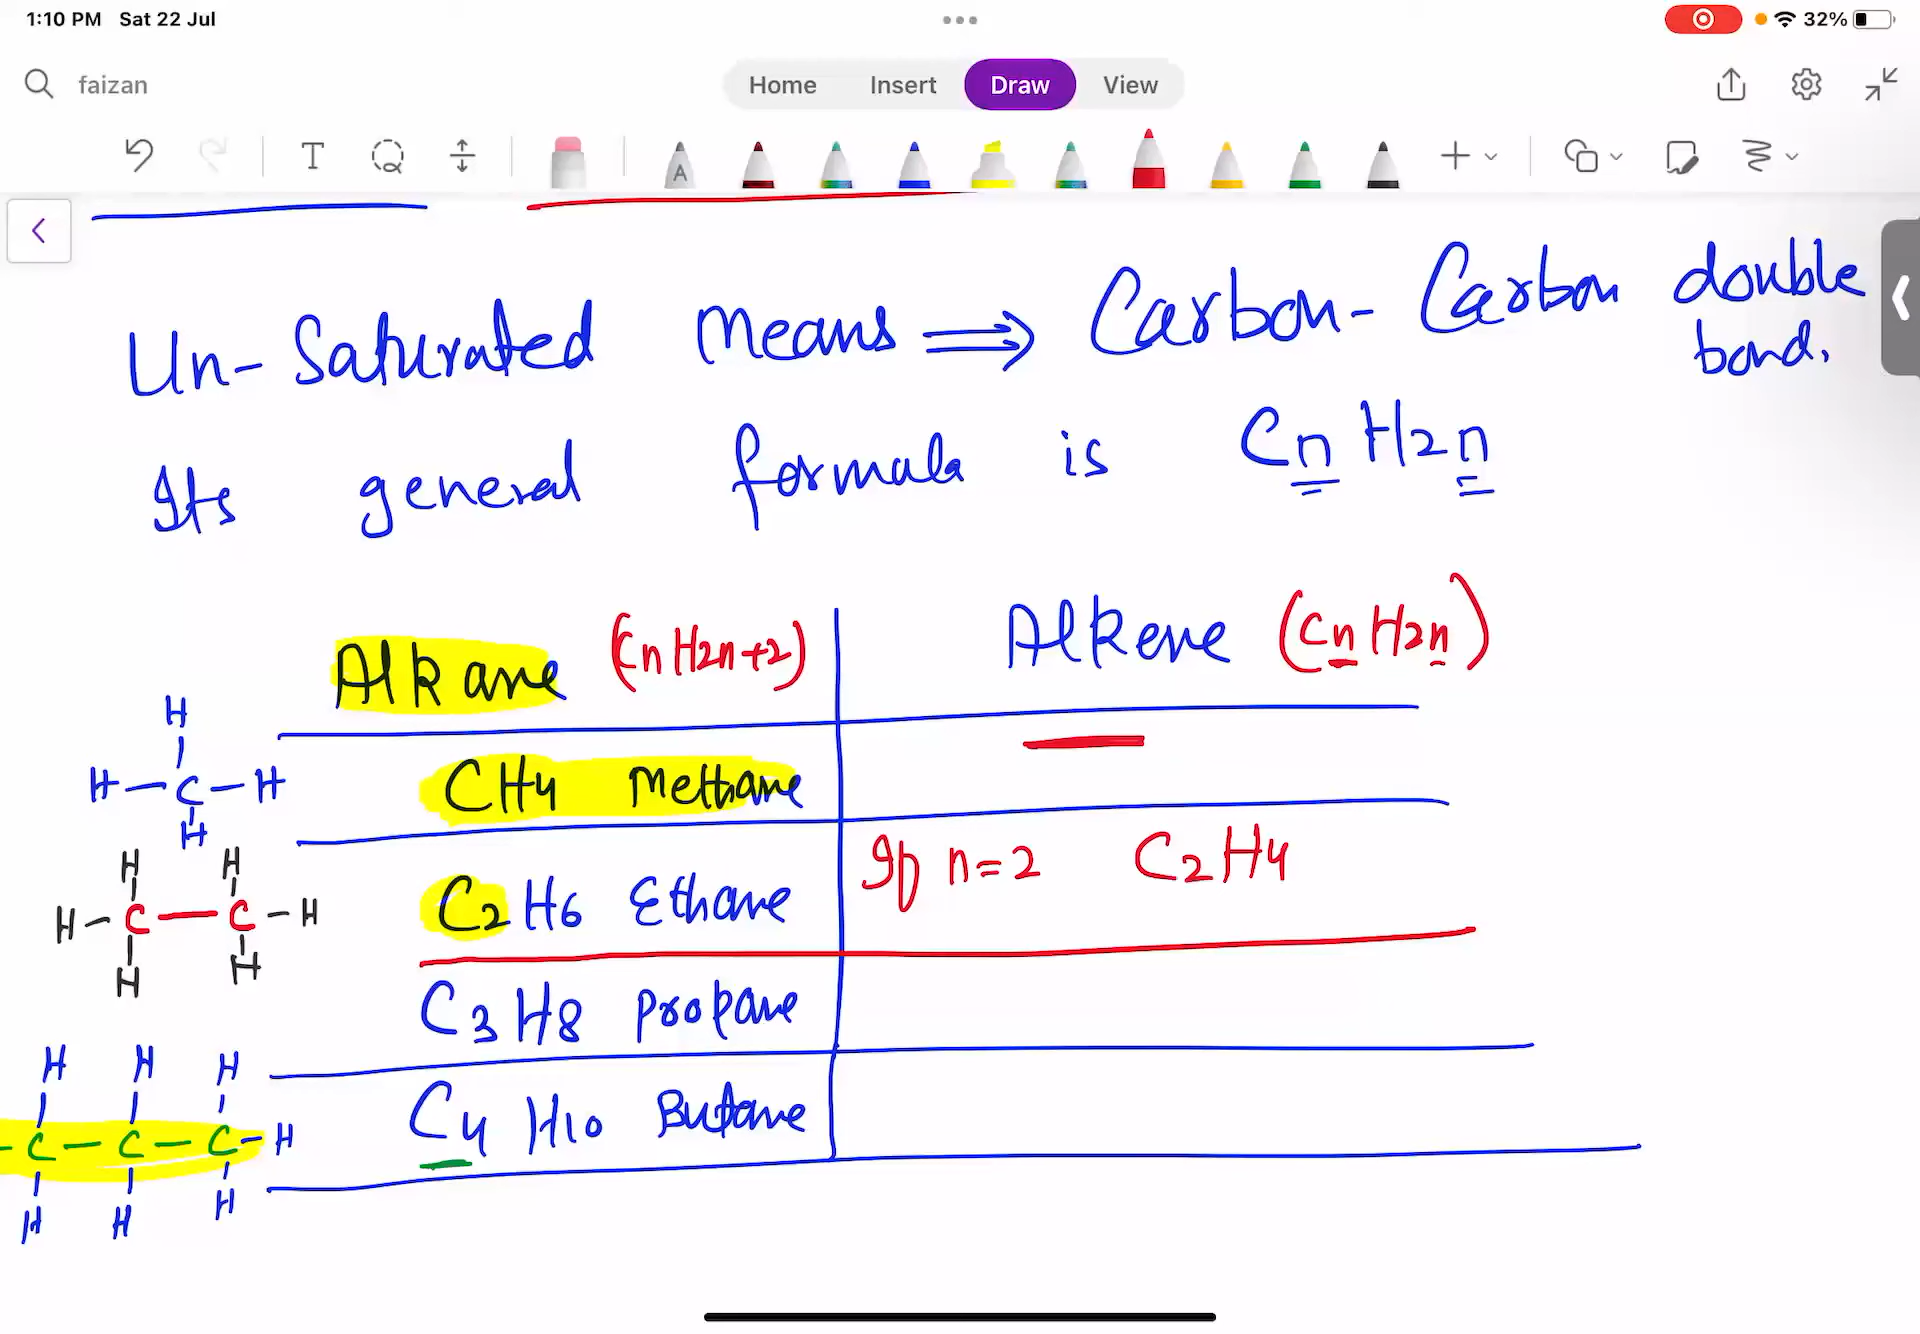 1:10 PM Sat 22 Jul
32%
faizan
Home Insert Draw View
T A
Un-Saturated means ⇒ Carbon-Carbon double bond.
Its general formula is CnH2n
Alkane (CnH2n+2) Alkene (CnH2n)
CH4 Methane
C2H6 Ethane If n=2 C2H4
C3H8 Propane
C4H10 Butane
H
H-C-H
H
H H
H-C-C-H
H H
H H H
-C-C-C-H
H H H